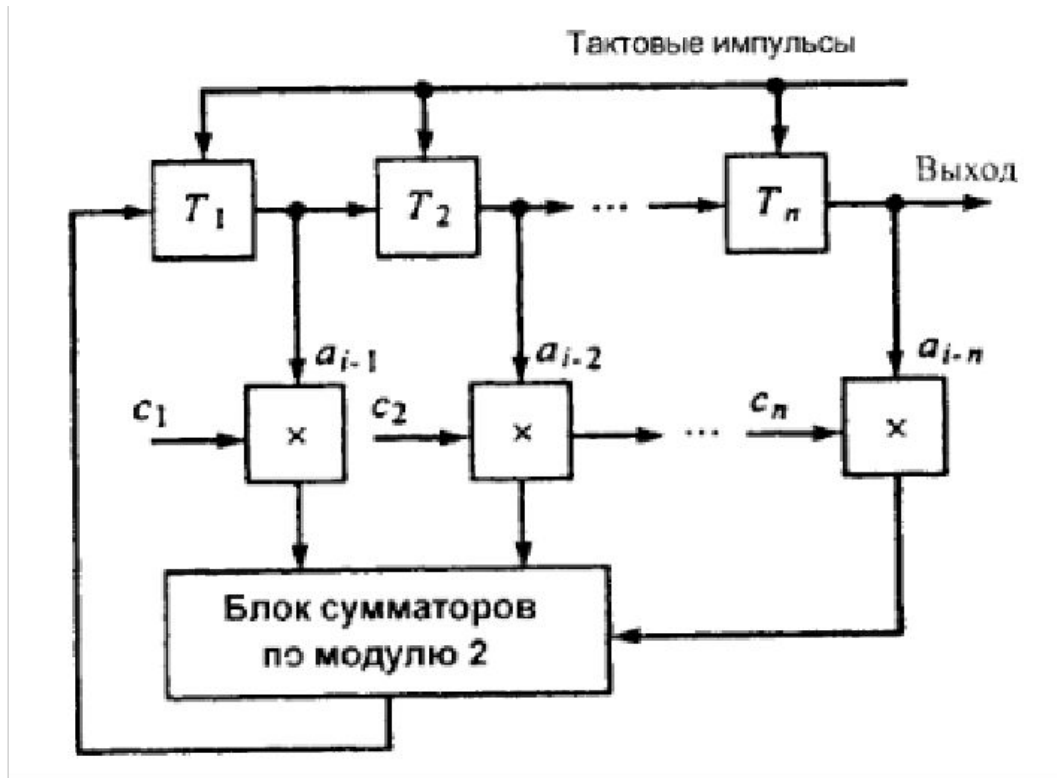 Тактовые импульсы
T1 T2 ... Tn Выход
ai-1 ai-2 ai-n
c1 × c2 × ... cn ×
Блок сумматоров
по модулю 2